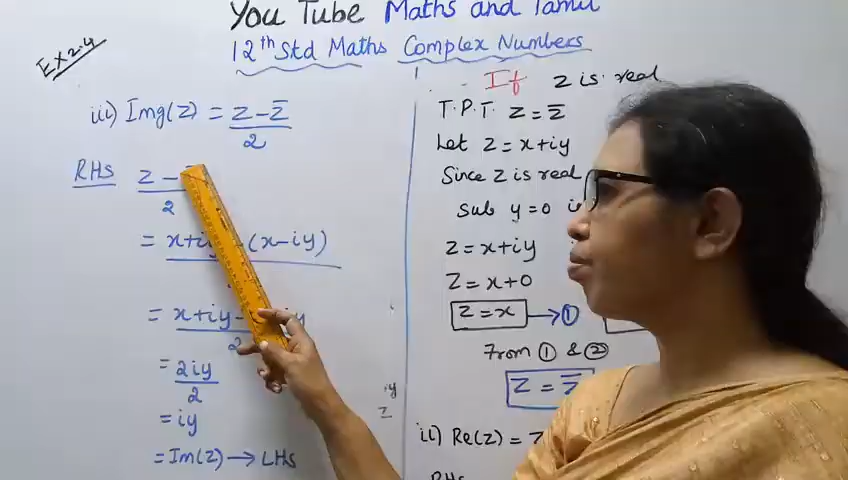 You Tube Maths and Tamil
12th Std Maths Complex Numbers
Ex 2.4
iii) Img(z) = z - z̄ / 2
RHS z - / 2
= x+iy - (x-iy)
= x+iy- iy / 2
= 2iy / 2
= iy
= Im(z) → LHS
If z is real
T.P.T. z = z̄
Let z = x+iy
Since z is real
Sub y=0 i
z = x+iy
z = x+0
z = x → ①
From ① & ②
z = z̄
ii) Re(z) = z
RHS
iy
z